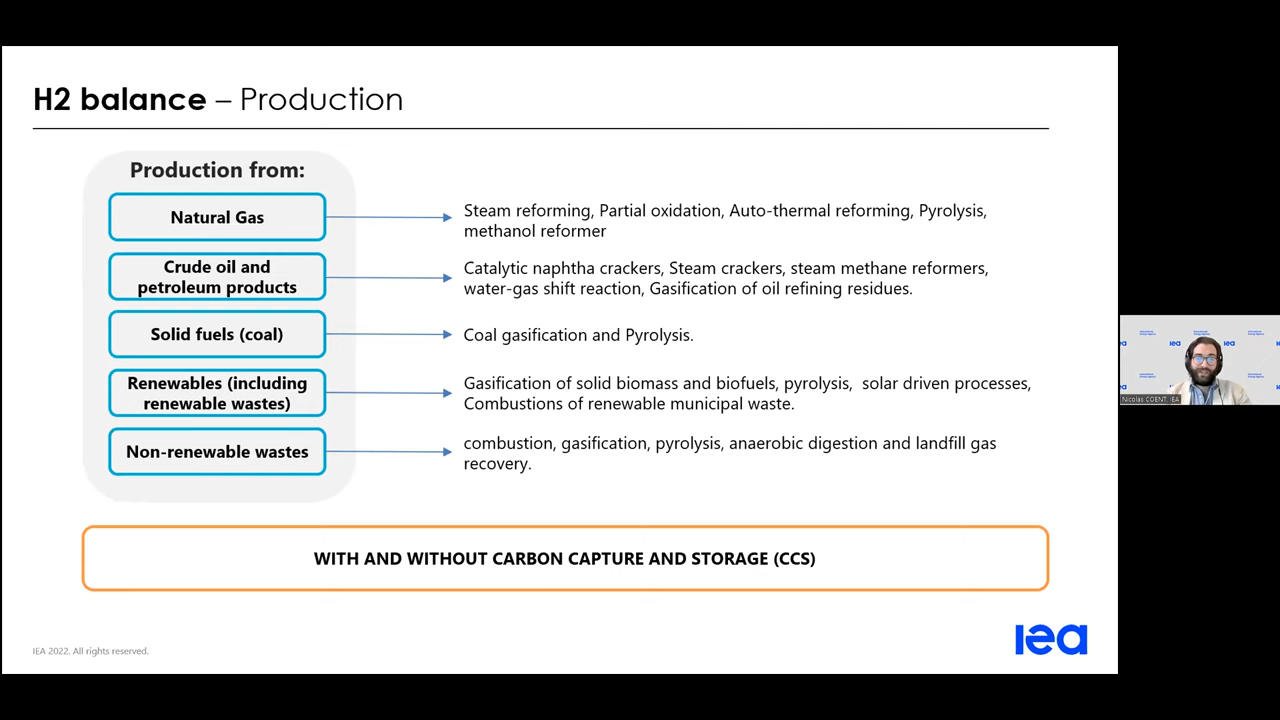 H2 balance – Production
Production from:
Natural Gas
Steam reforming, Partial oxidation, Auto-thermal reforming, Pyrolysis,
methanol reformer
Crude oil and
petroleum products
Catalytic naphtha crackers, Steam crackers, steam methane reformers,
water-gas shift reaction, Gasification of oil refining residues.
Solid fuels (coal)
Coal gasification and Pyrolysis.
Renewables (including
renewable wastes)
Gasification of solid biomass and biofuels, pyrolysis,  solar driven processes,
Combustions of renewable municipal waste.
Non-renewable wastes
combustion, gasification, pyrolysis, anaerobic digestion and landfill gas
recovery.
WITH AND WITHOUT CARBON CAPTURE AND STORAGE (CCS)
IEA 2022. All rights reserved.
iea
iea
iea
Nicolas COENT, IEA